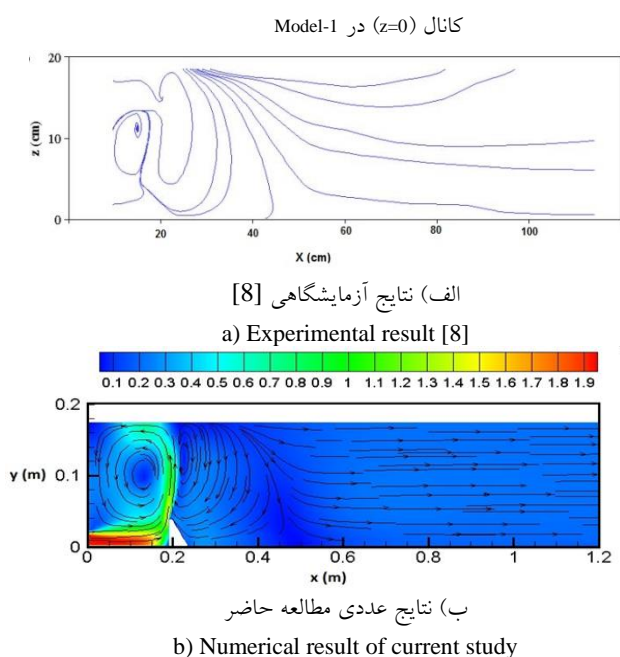 کانال (z=0) در Model-1
20
z (cm)
10
0
20 40 60 80 100
X (cm)
الف) نتایج آزمایشگاهی [8]
a) Experimental result [8]
0.1 0.2 0.3 0.4 0.5 0.6 0.7 0.8 0.9 1 1.1 1.2 1.3 1.4 1.5 1.6 1.7 1.8 1.9
0.2
y (m) 0.1
0
0 0.2 0.4 0.6 0.8 1 1.2
x (m)
ب) نتایج عددی مطالعه حاضر
b) Numerical result of current study